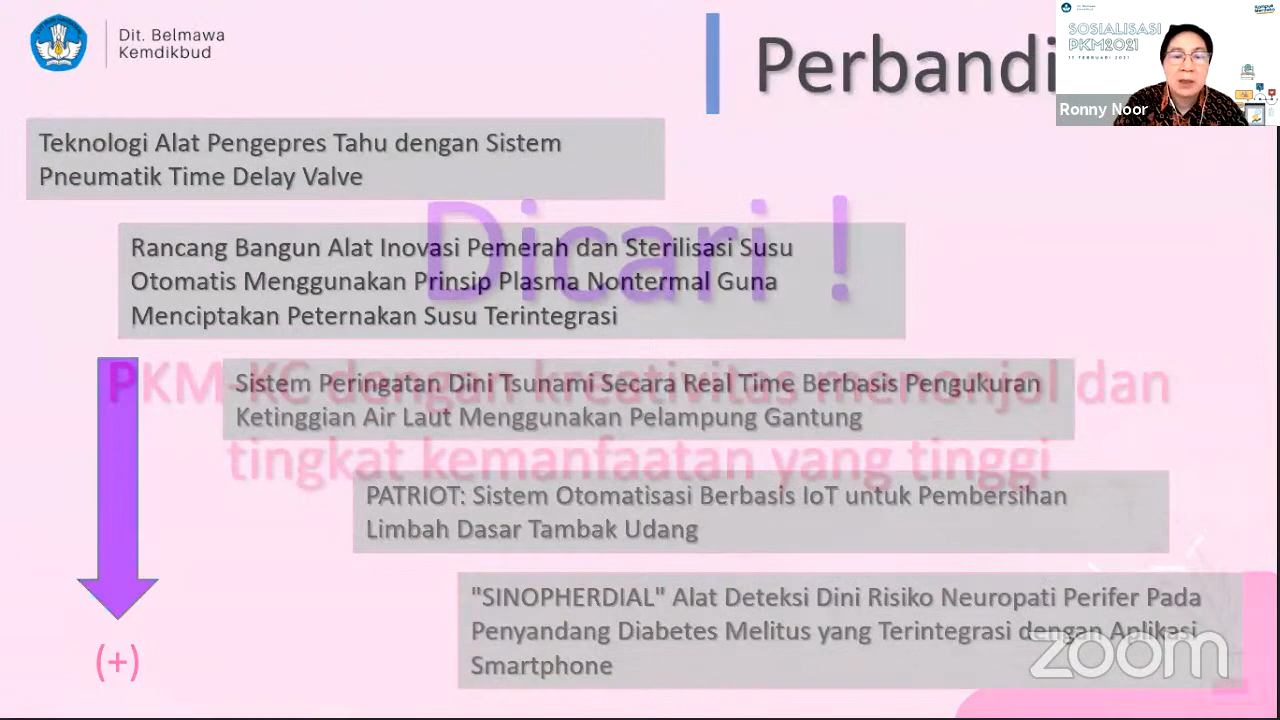 Dit. Belmawa
Kemdikbud
Perbandi
SOSIALISASI
PKM2021
11 FEBRUARI 2021
Ronny Noor
Teknologi Alat Pengepres Tahu dengan Sistem
Pneumatik Time Delay Valve
Dicari !
Rancang Bangun Alat Inovasi Pemerah dan Sterilisasi Susu
Otomatis Menggunakan Prinsip Plasma Nontermal Guna
Menciptakan Peternakan Susu Terintegrasi
PKM-KC dengan kreativitas menonjol dan
tingkat kemanfaatan yang tinggi
Sistem Peringatan Dini Tsunami Secara Real Time Berbasis Pengukuran
Ketinggian Air Laut Menggunakan Pelampung Gantung
PATRIOT: Sistem Otomatisasi Berbasis IoT untuk Pembersihan
Limbah Dasar Tambak Udang
"SINOPHERDIAL" Alat Deteksi Dini Risiko Neuropati Perifer Pada
Penyandang Diabetes Melitus yang Terintegrasi dengan Aplikasi
Smartphone
(+)
zoom